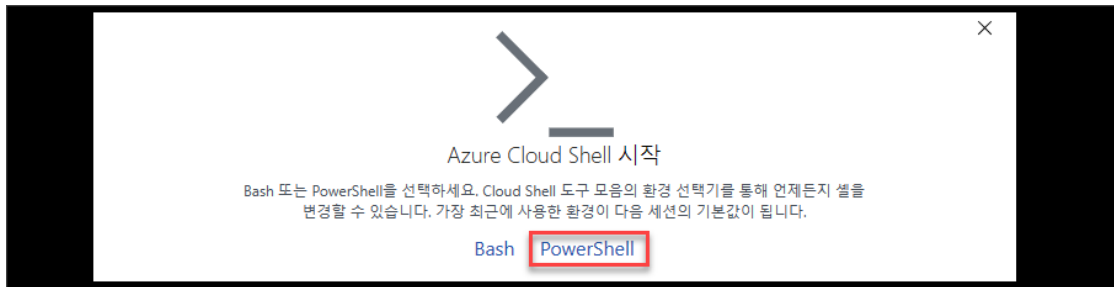 Azure Cloud Shell 시작
Bash 또는 PowerShell을 선택하세요. Cloud Shell 도구 모음의 환경 선택기를 통해 언제든지 셸을
변경할 수 있습니다. 가장 최근에 사용한 환경이 다음 세션의 기본값이 됩니다.
Bash PowerShell